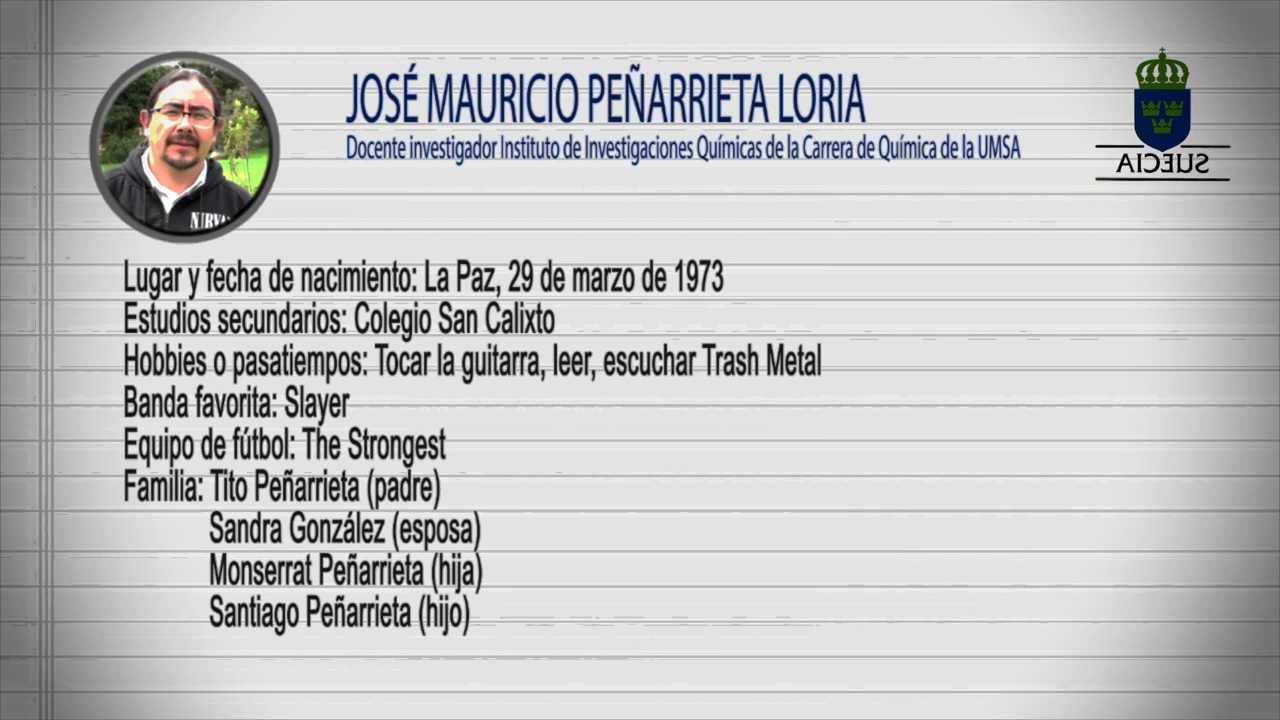 JOSÉ MAURICIO PEÑARRIETA LORIA
Docente investigador Instituto de Investigaciones Químicas de la Carrera de Química de la UMSA
SUECIA
NIRVA
Lugar y fecha de nacimiento: La Paz, 29 de marzo de 1973
Estudios secundarios: Colegio San Calixto
Hobbies o pasatiempos: Tocar la guitarra, leer, escuchar Trash Metal
Banda favorita: Slayer
Equipo de fútbol: The Strongest
Familia: Tito Peñarrieta (padre)
Sandra González (esposa)
Monserrat Peñarrieta (hija)
Santiago Peñarrieta (hijo)